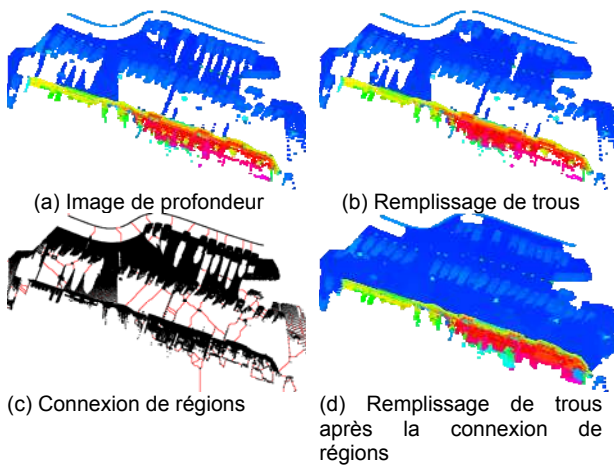 (a) Image de profondeur
(b) Remplissage de trous
(c) Connexion de régions
(d) Remplissage de trous
après la connexion de
régions